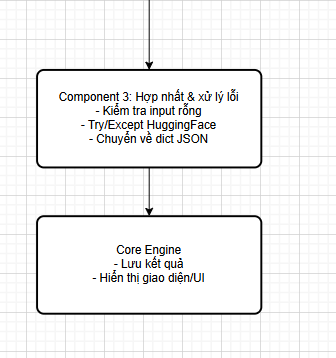 Component 3: Hợp nhất & xử lý lỗi
- Kiểm tra input rỗng
- Try/Except HuggingFace
- Chuyển về dict JSON
Core Engine
- Lưu kết quả
- Hiển thị giao diện/UI